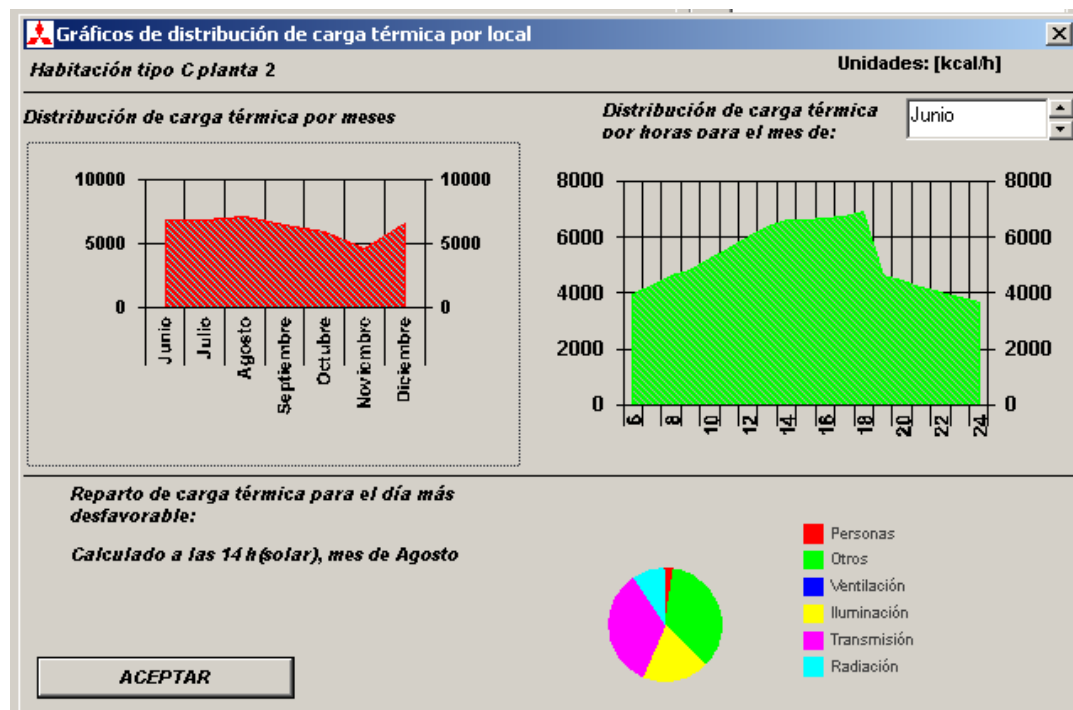 Gráficos de distribución de carga térmica por local
Habitación tipo C planta 2
Unidades: [kcal/h]
Distribución de carga térmica por meses
Distribución de carga térmica
por horas para el mes de:
Junio
10000
10000
5000
5000
0
0
Junio
Julio
Agosto
Septiembre
Octubre
Noviembre
Diciembre
8000
8000
6000
6000
4000
4000
2000
2000
0
0
6
8
10
12
14
16
18
20
22
24
Reparto de carga térmica para el día más
desfavorable:
Calculado a las 14 h(solar), mes de Agosto
Personas
Otros
Ventilación
Iluminación
Transmisión
Radiación
ACEPTAR